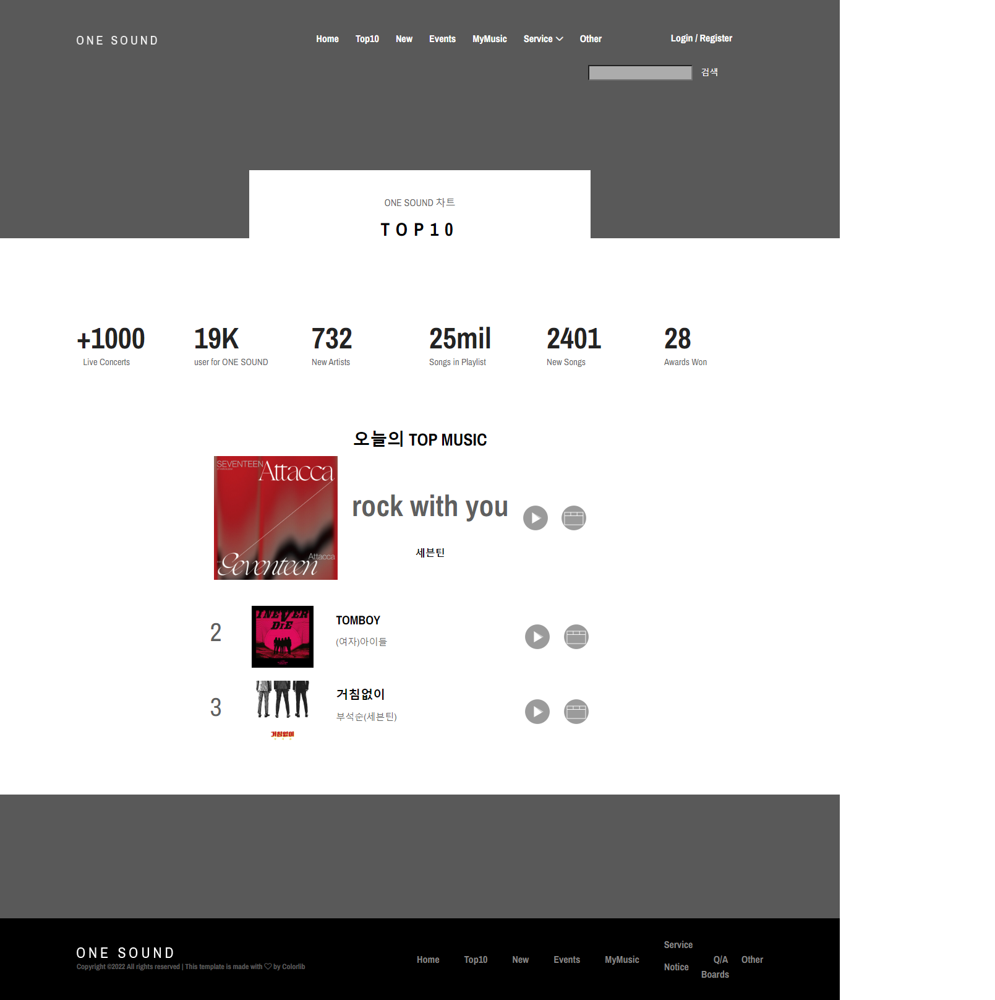 ONE SOUND
Home Top10 New Events MyMusic Service Other
Login / Register
검색
ONE SOUND 차트
TOP10
+1000
Live Concerts
19K
user for ONE SOUND
732
New Artists
25mil
Songs in Playlist
2401
New Songs
28
Awards Won
오늘의 TOP MUSIC
SEVENTEEN
Attacca
Attacca
Seventeen
rock with you
세븐틴
2
I NEVER
DIE
TOMBOY
(여자)아이들
3
거침없이
거침없이
부석순(세븐틴)
ONE SOUND
Copyright ©2022 All rights reserved | This template is made with ♡ by Colorlib
Home Top10 New Events MyMusic
Service
Notice
Q/A
Boards
Other